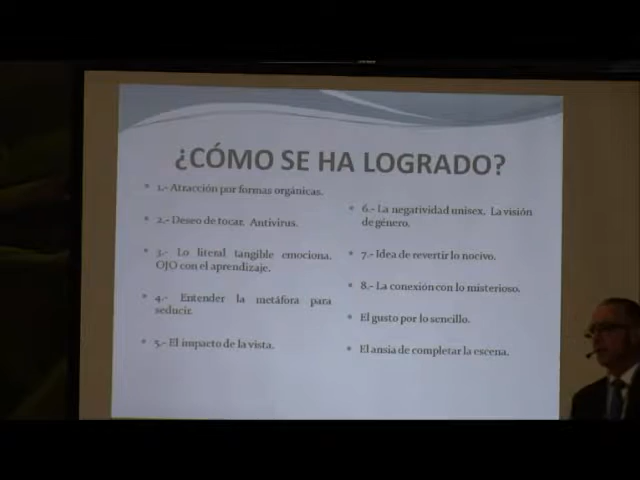 ¿CÓMO SE HA LOGRADO?
1.- Atracción por formas orgánicas.
2.- Deseo de tocar. Antivirus.
3.- Lo literal tangible emociona.
OJO con el aprendizaje.
4.- Entender la metáfora para
seducir.
5.- El impacto de la vista.
6.- La negatividad unisex. La visión
de género.
7.- Idea de revertir lo nocivo.
8.- La conexión con lo misterioso.
El gusto por lo sencillo.
El ansia de completar la escena.